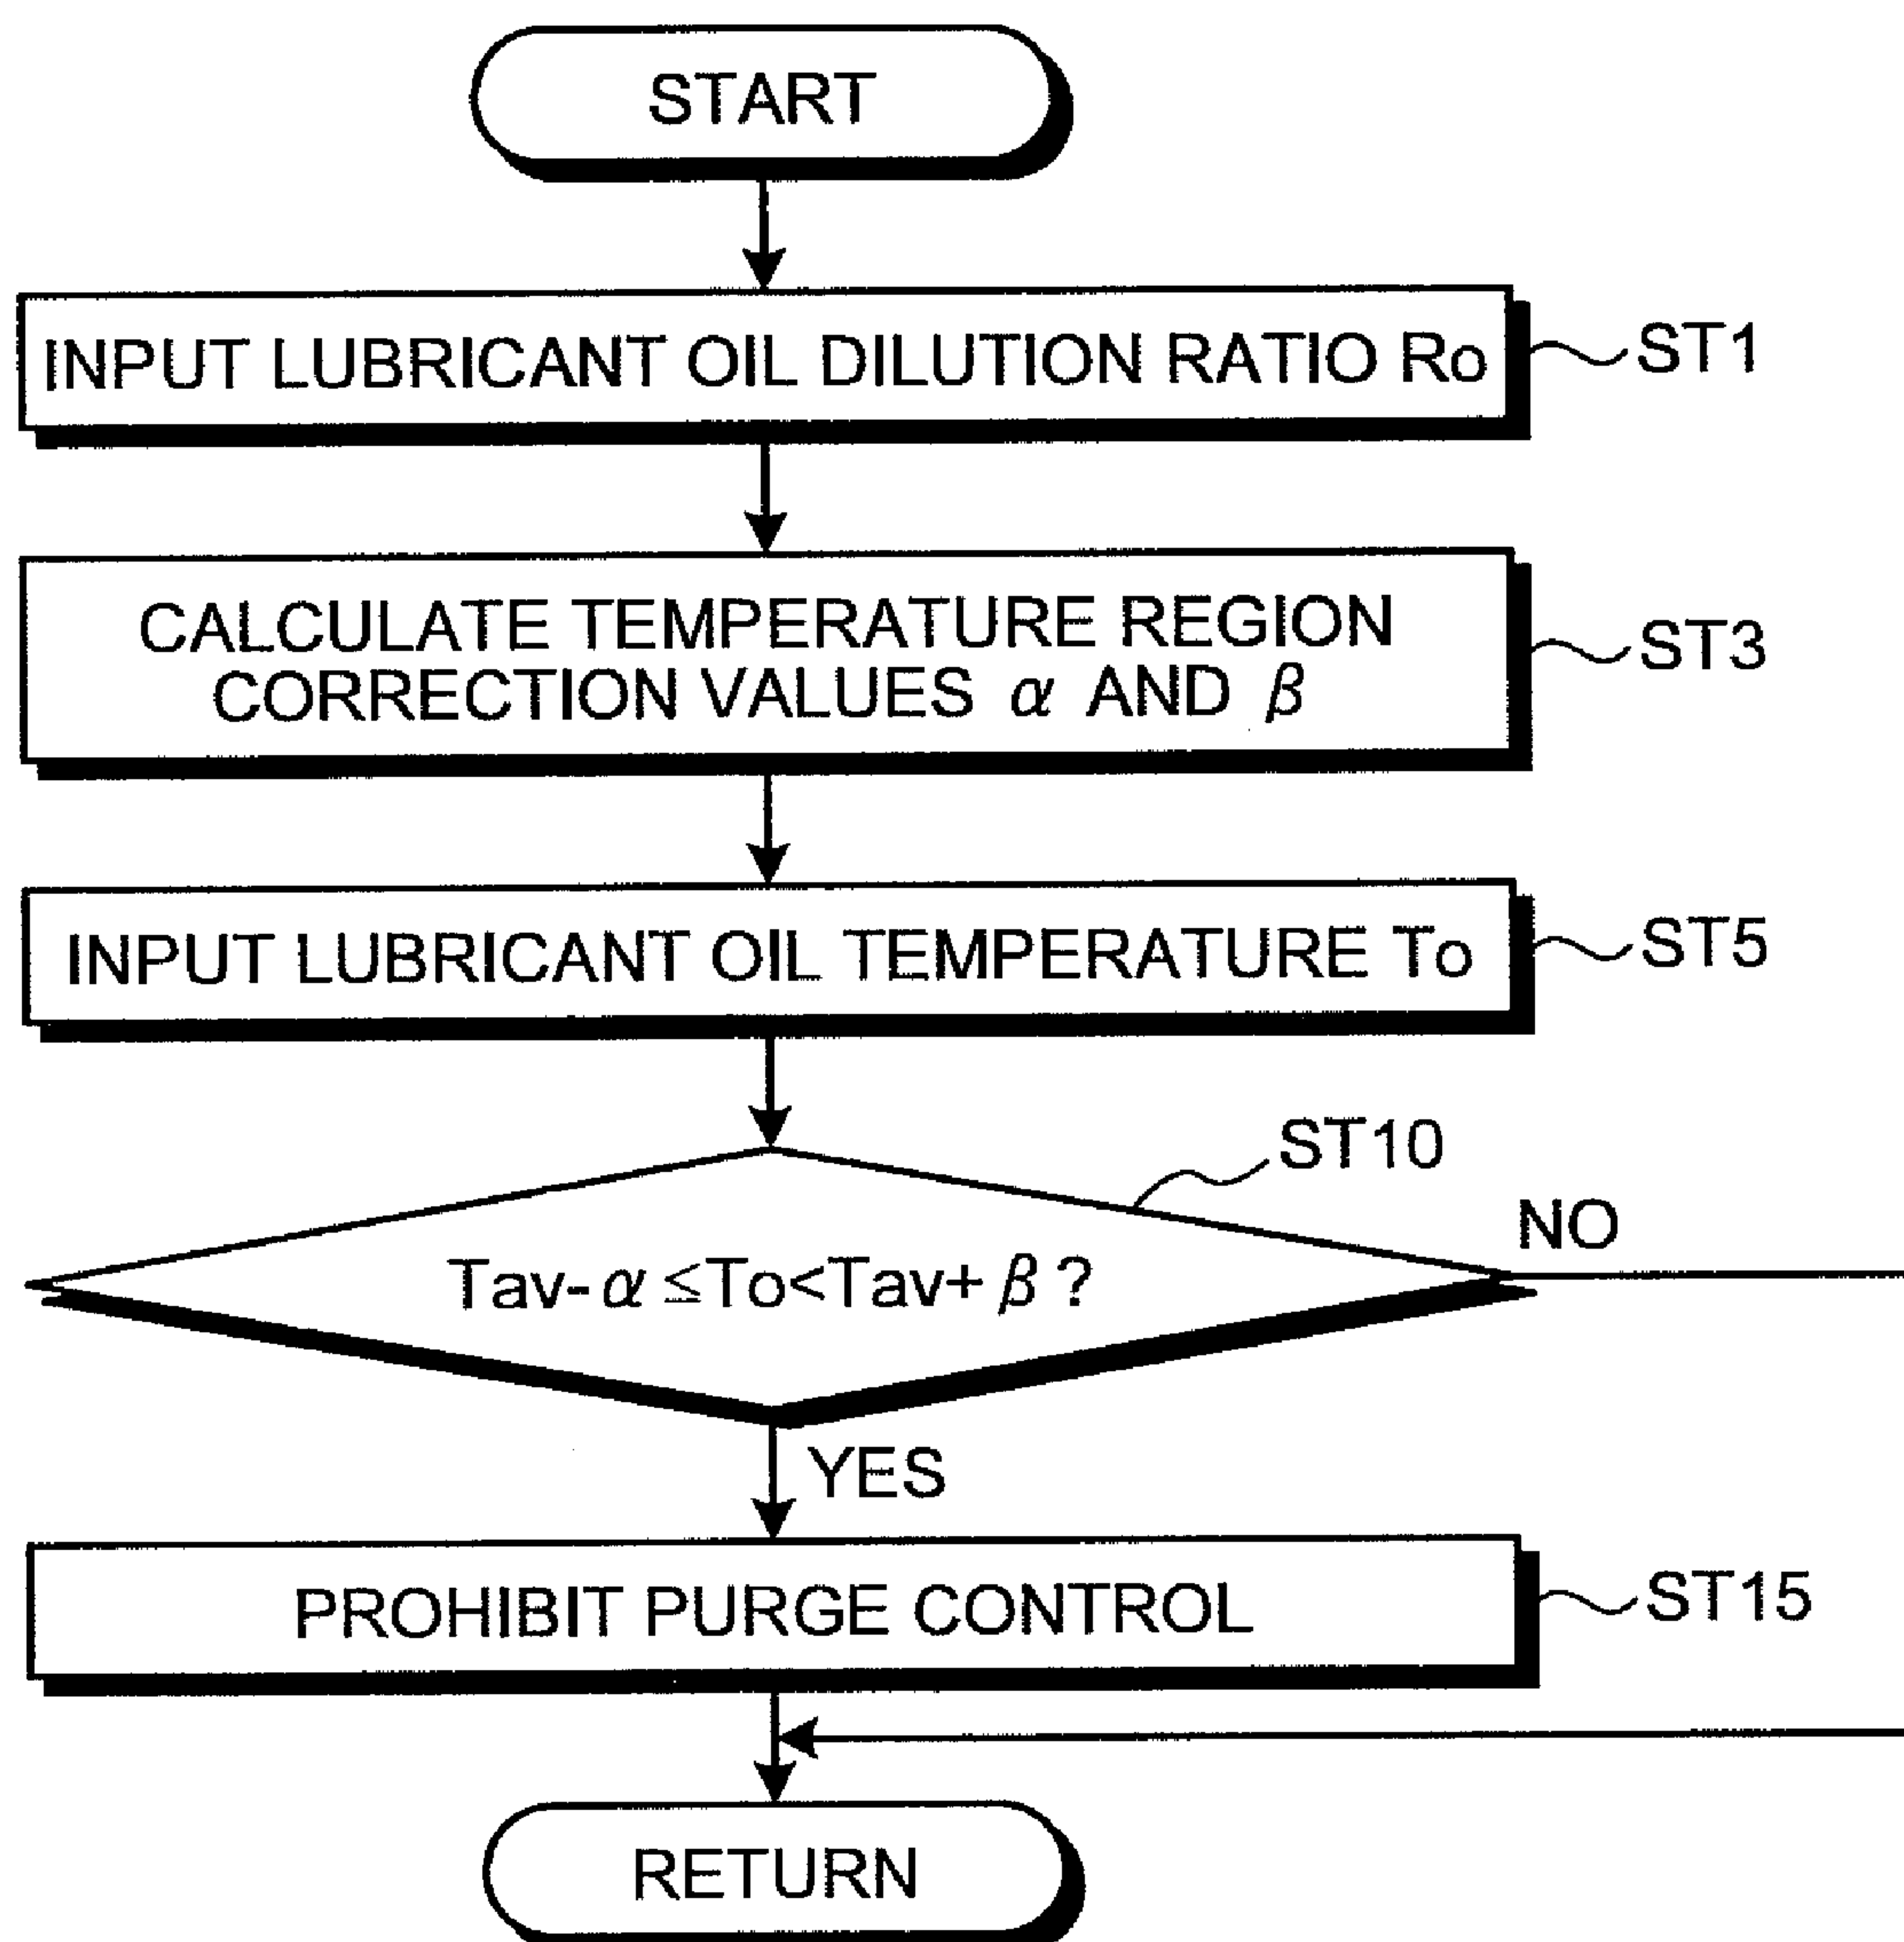 START
INPUT LUBRICANT OIL DILUTION RATIO Ro
ST1
CALCULATE TEMPERATURE REGION
CORRECTION VALUES α AND β
ST3
INPUT LUBRICANT OIL TEMPERATURE To
ST5
ST10
Tav-α≦To<Tav+β?
NO
YES
PROHIBIT PURGE CONTROL
ST15
RETURN